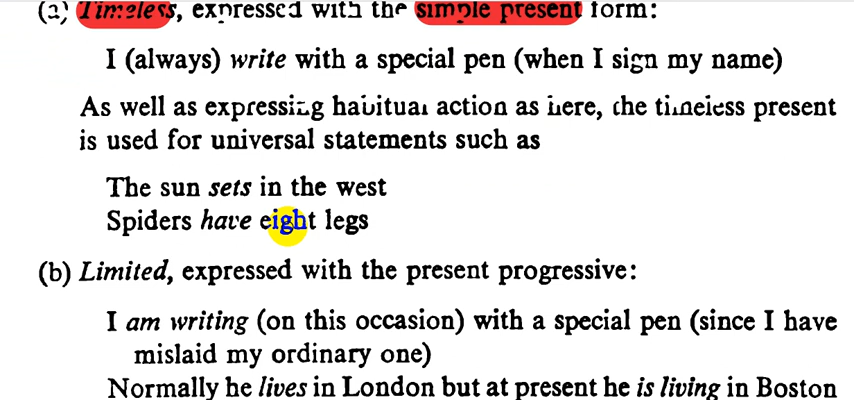 (a) Timeless, expressed with the simple present form:
I (always) write with a special pen (when I sign my name)
As well as expressing habitual action as here, the timeless present
is used for universal statements such as
The sun sets in the west
Spiders have eight legs
(b) Limited, expressed with the present progressive:
I am writing (on this occasion) with a special pen (since I have
mislaid my ordinary one)
Normally he lives in London but at present he is living in Boston